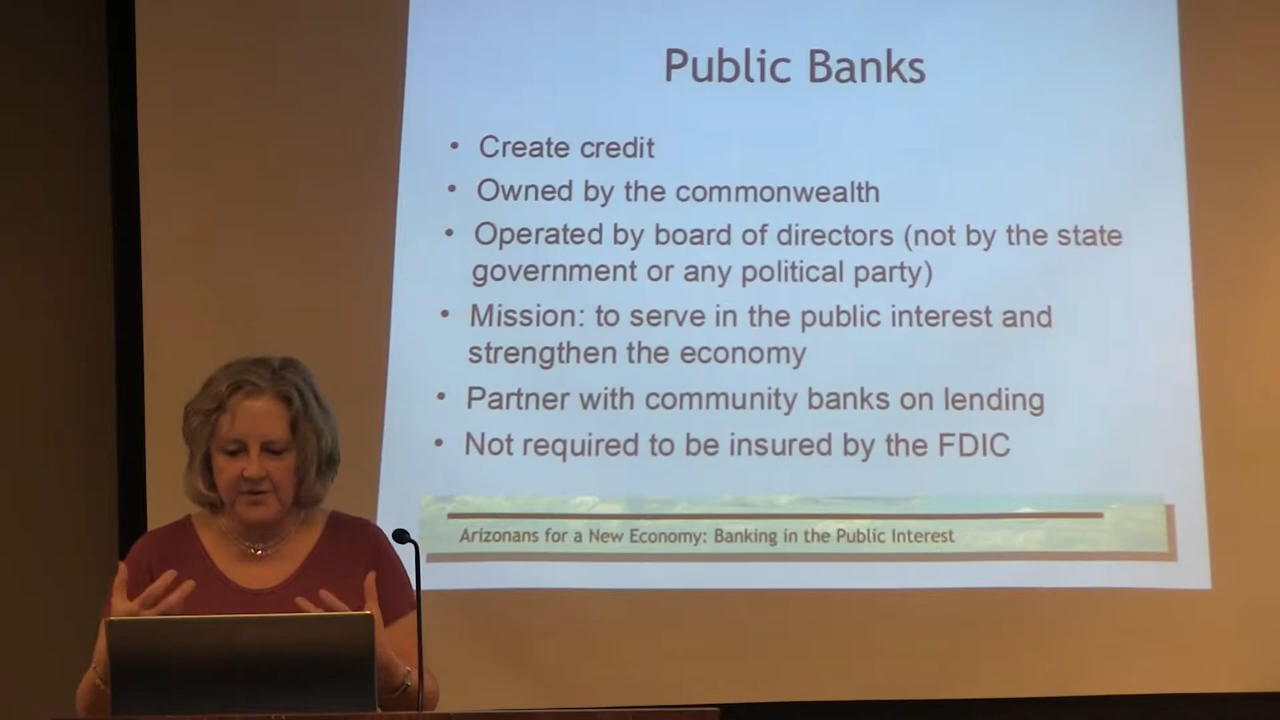 Public Banks
• Create credit
• Owned by the commonwealth
• Operated by board of directors (not by the state
government or any political party)
• Mission: to serve in the public interest and
strengthen the economy
• Partner with community banks on lending
• Not required to be insured by the FDIC
Arizonans for a New Economy: Banking in the Public Interest